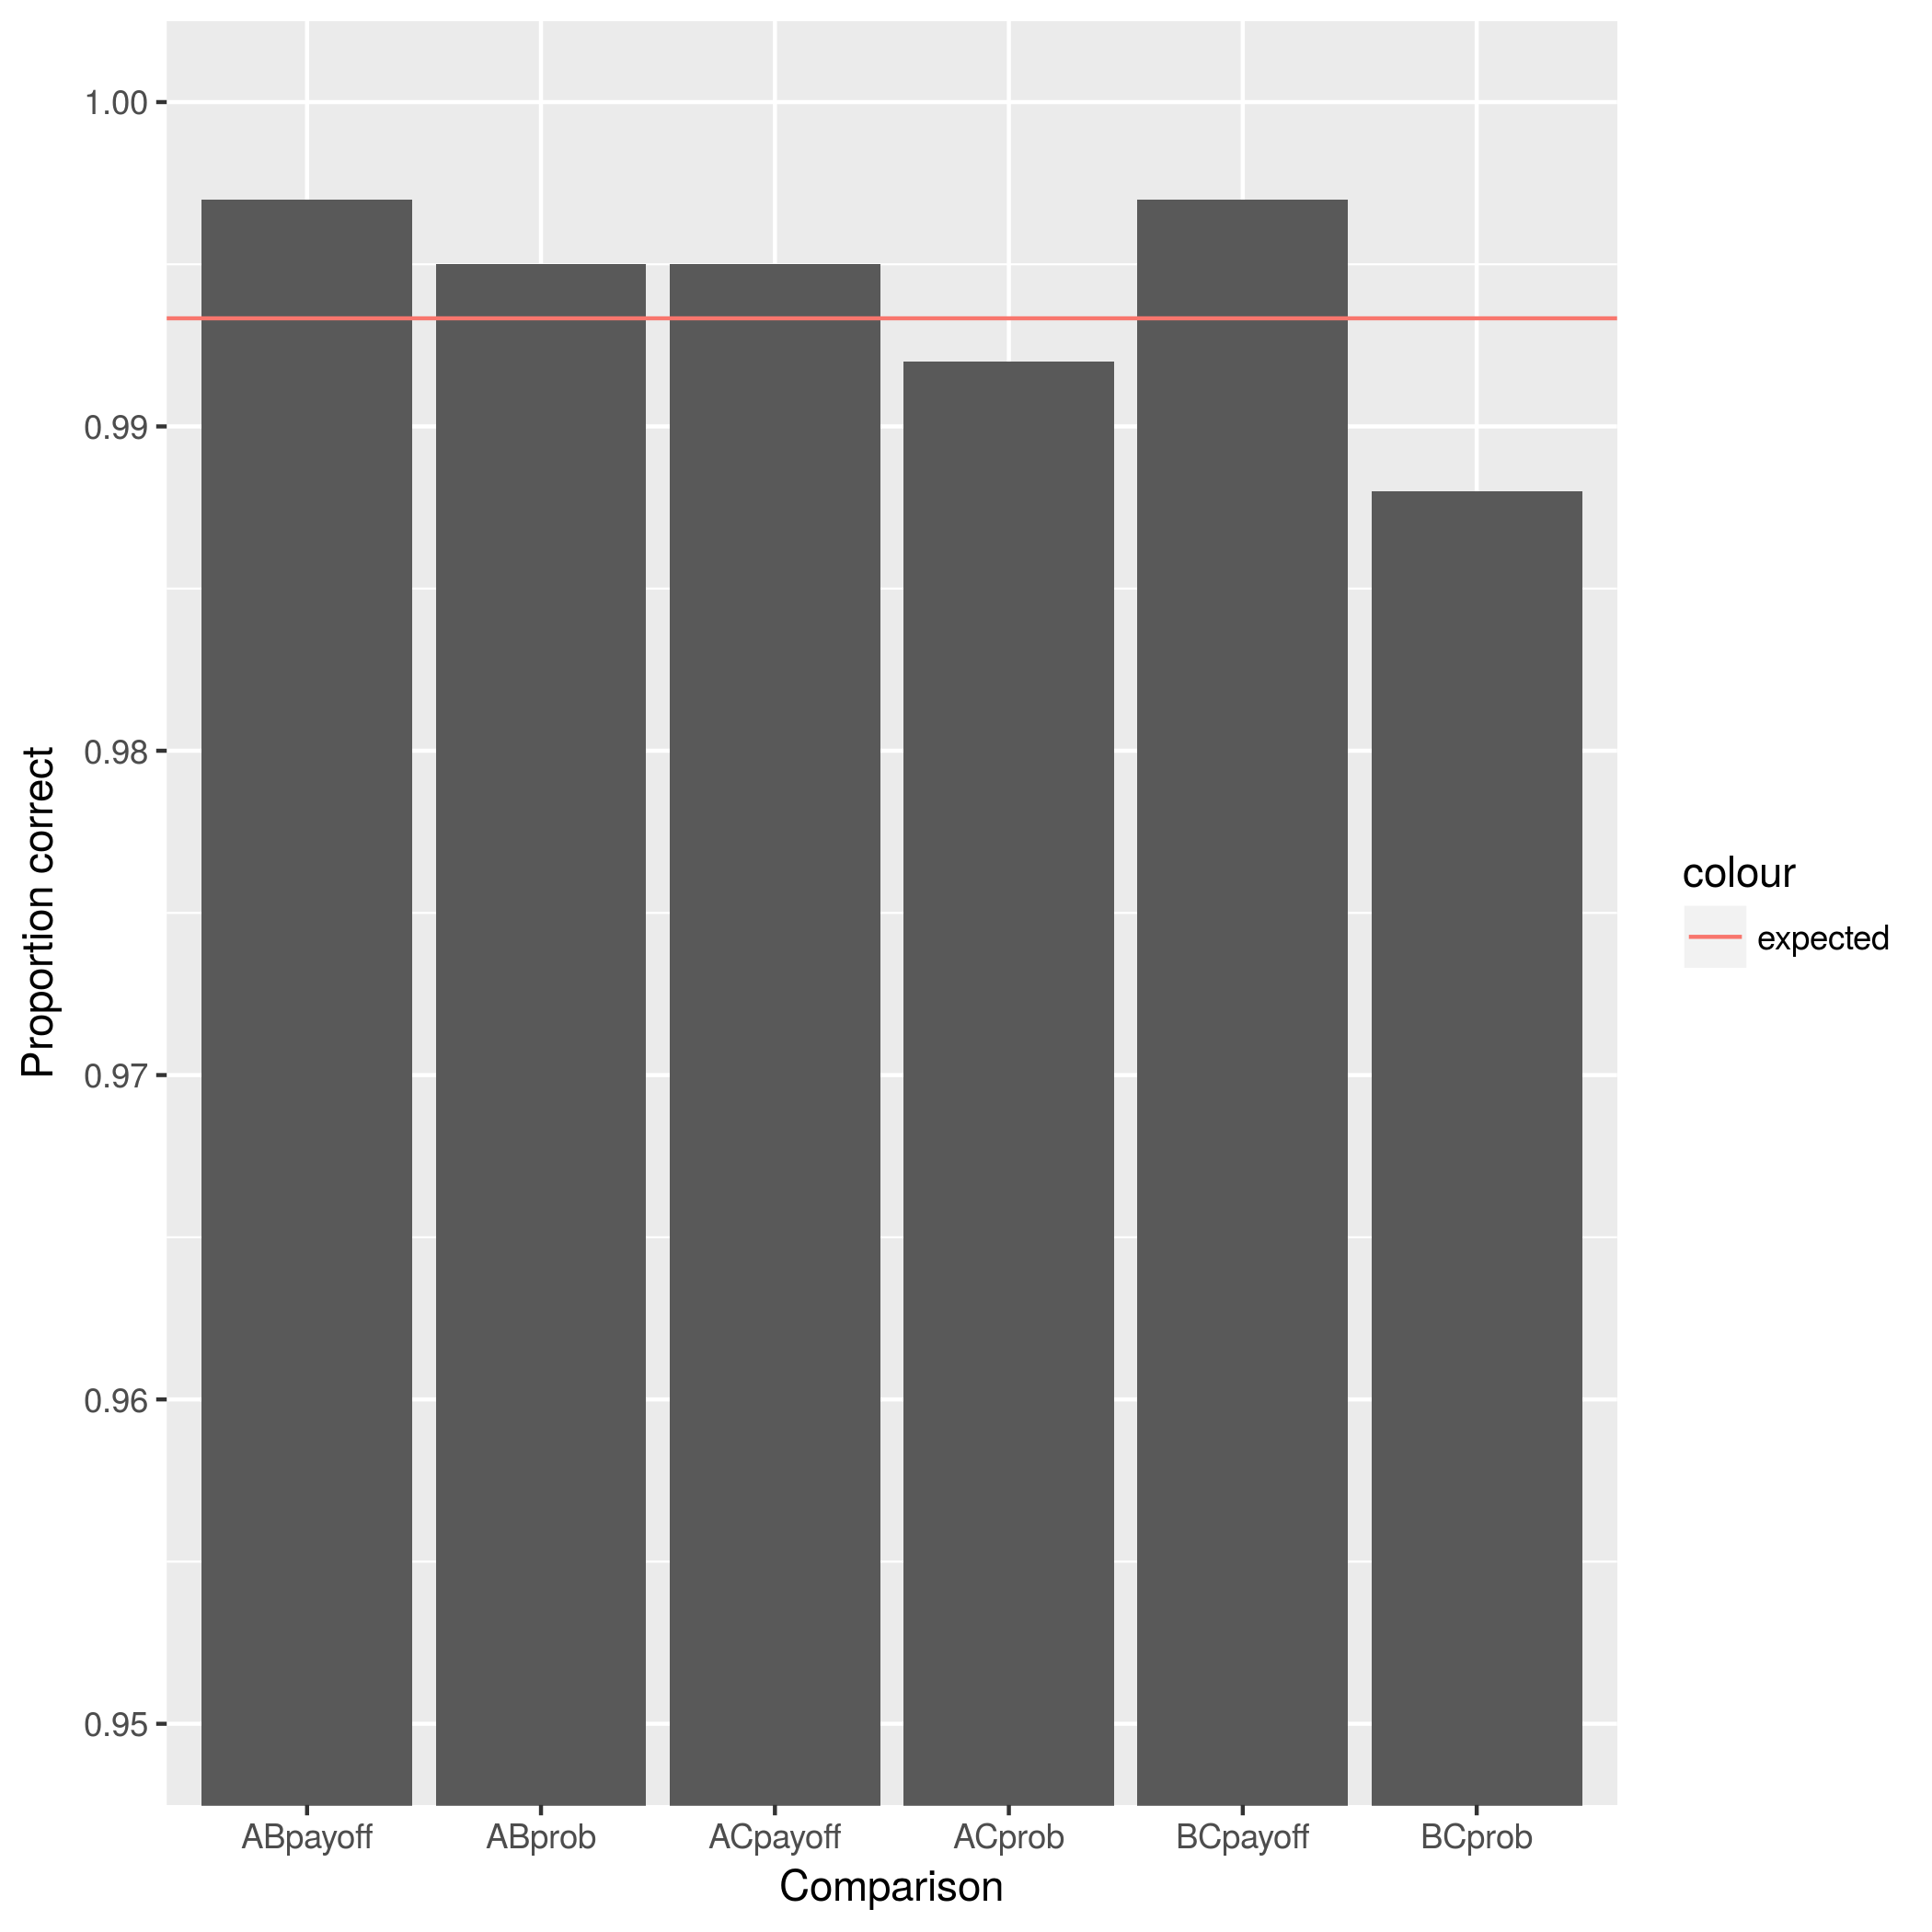 1.00
0.99
0.98
0.97
0.96
0.95
Proportion correct
ABpayoff ABprob ACpayoff ACprob BCpayoff BCprob
Comparison
colour
expected